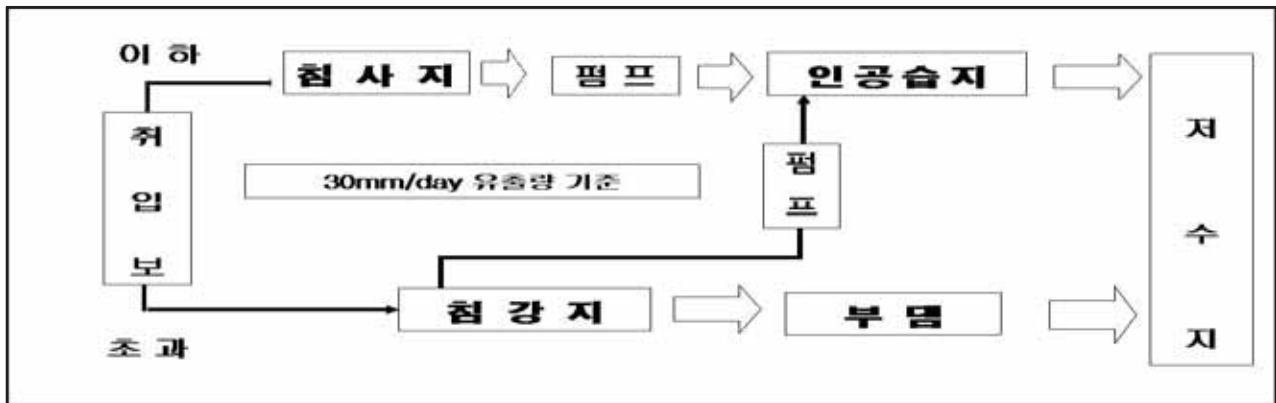 이 하
침 사 지
펌 프
인 공 습 지
저 수 지
취 입 보
30mm/day 유출량 기준
펌 프
침 강 지
부 댐
초 과